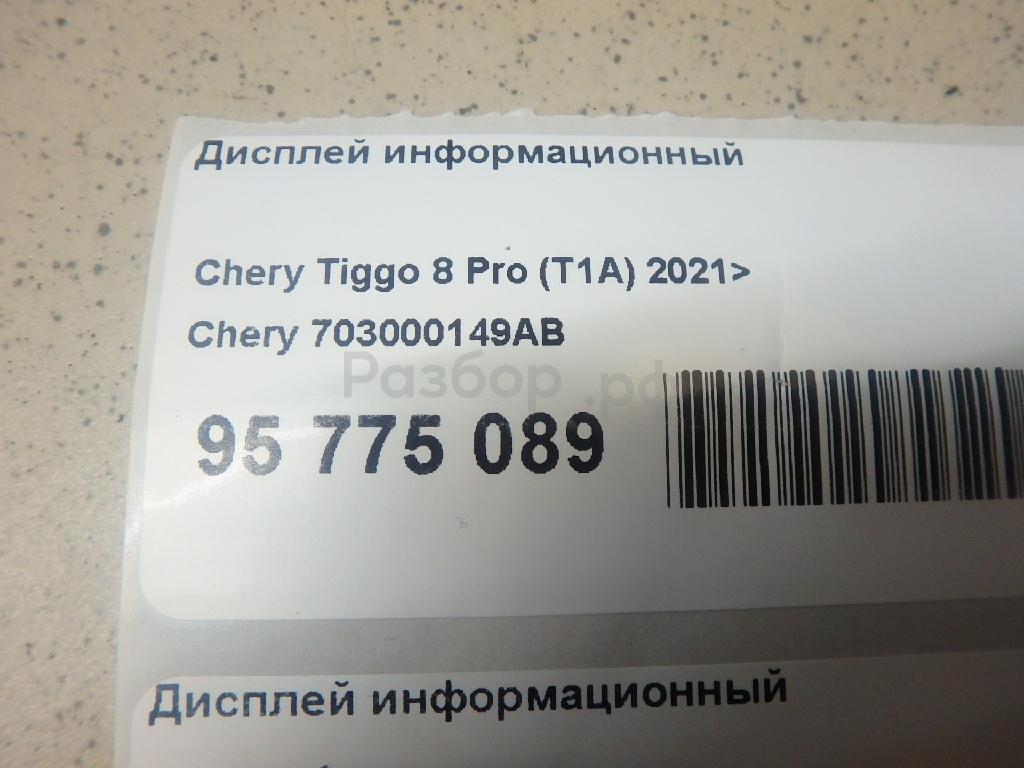 Дисплей информационный
Chery Tiggo 8 Pro (T1A) 2021>
Chery 703000149AB
Разбор.рф
95 775 089
Дисплей информационный